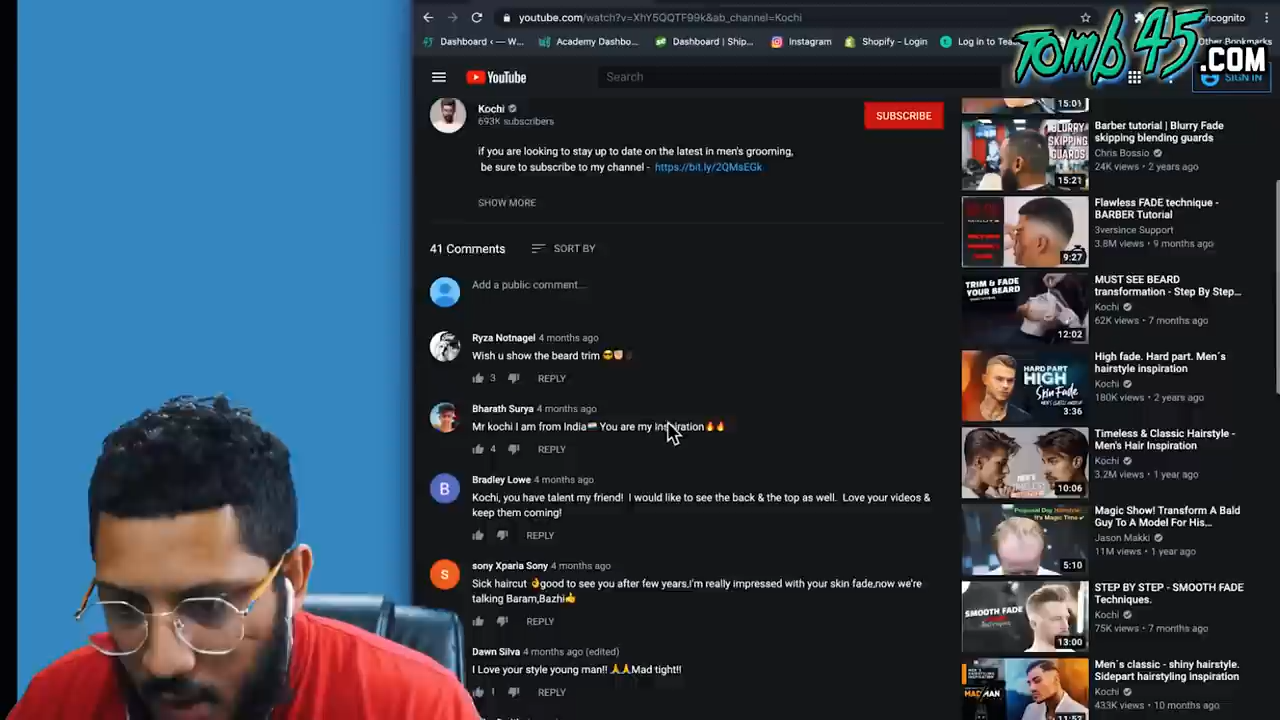 youtube.com/watch?v=XhY5QQTF99k&ab_channel=Kochi
Incognito
Tomb 45
.COM
Dashboard ‹ — W...
Academy Dashbo...
Dashboard | Ship...
Instagram
Shopify - Login
Log in to
Other Bookmarks
YouTube
Search
SIGN IN
Kochi
693K subscribers
SUBSCRIBE
if you are looking to stay up to date on the latest in men's grooming,
be sure to subscribe to my channel - https://bit.ly/2QMsEGk
SHOW MORE
41 Comments
SORT BY
Add a public comment...
Ryza Notnagel 4 months ago
Wish u show the beard trim 😎✊🏻✊🏿
3
REPLY
Bharath Surya 4 months ago
Mr kochi I am from India🇮🇳 You are my inspiration🔥🔥
4
REPLY
B
Bradley Lowe 4 months ago
Kochi, you have talent my friend! I would like to see the back & the top as well. Love your videos &
keep them coming!
REPLY
S
sony Xparia Sony 4 months ago
Sick haircut 👌good to see you after few years,I'm really impressed with your skin fade,now we're
talking Baram,Bazhi👍
REPLY
Dawn Silva 4 months ago (edited)
I Love your style young man!! 🙏🙏Mad tight!!
1
REPLY
15:01
BLURRY
SKIPPING
GUARDS
15:21
Barber tutorial | Blurry Fade
skipping blending guards
Chris Bossio
24K views • 2 years ago
9:27
Flawless FADE technique -
BARBER Tutorial
3versince Support
3.8M views • 9 months ago
TRIM & FADE
YOUR BEARD
12:02
MUST SEE BEARD
transformation - Step By Step...
Kochi
62K views • 7 months ago
HARD PART
HIGH
Skin Fade
3:36
High fade. Hard part. Men´s
hairstyle inspiration
Kochi
180K views • 2 years ago
10:06
Timeless & Classic Hairstyle -
Men's Hair Inspiration
Kochi
3.2M views • 1 year ago
5:10
Magic Show! Transform A Bald
Guy To A Model For His...
Jason Makki
11M views • 1 year ago
SMOOTH FADE
13:00
STEP BY STEP - SMOOTH FADE
Techniques.
Kochi
75K views • 7 months ago
MADMAN
11:52
Men´s classic - shiny hairstyle.
Sidepart hairstyling inspiration
Kochi
433K views • 10 months ago